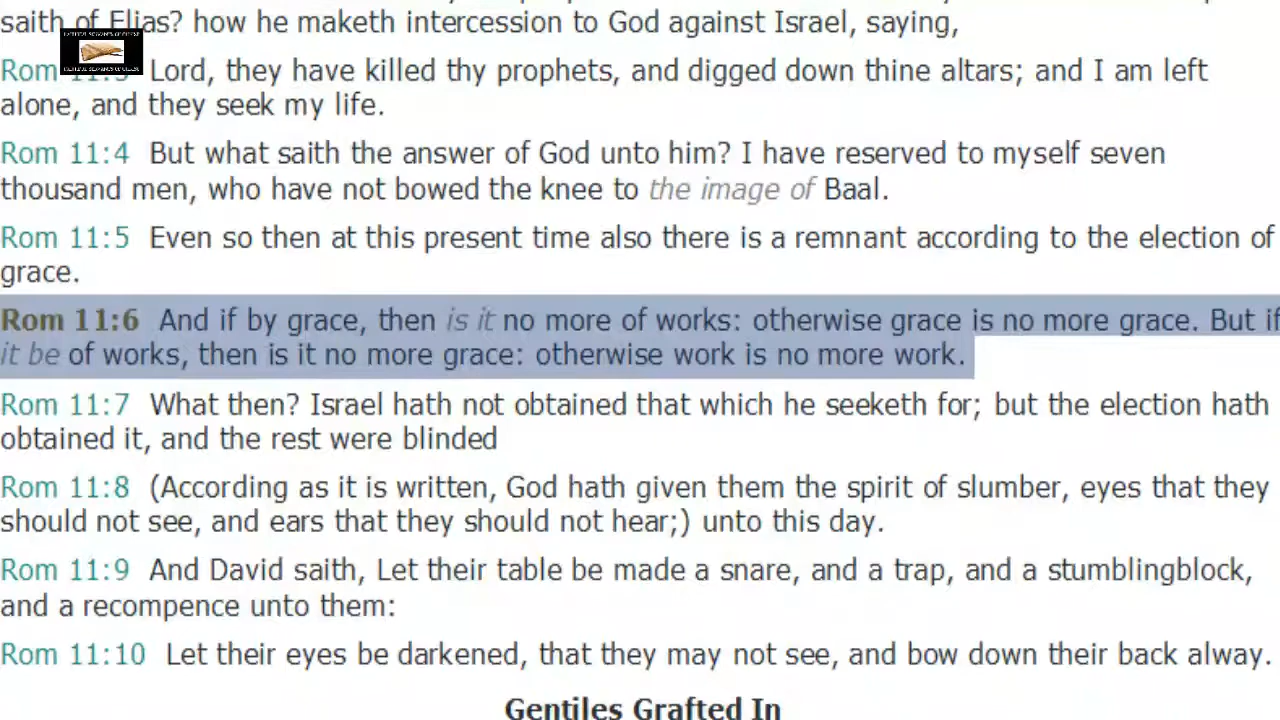 saith of Elias? how he maketh intercession to God against Israel, saying,
Rom Lord, they have killed thy prophets, and digged down thine altars; and I am left
alone, and they seek my life.
Rom 11:4 But what saith the answer of God unto him? I have reserved to myself seven
thousand men, who have not bowed the knee to the image of Baal.
Rom 11:5 Even so then at this present time also there is a remnant according to the election of
grace.
Rom 11:6 And if by grace, then is it no more of works: otherwise grace is no more grace. But if
it be of works, then is it no more grace: otherwise work is no more work.
Rom 11:7 What then? Israel hath not obtained that which he seeketh for; but the election hath
obtained it, and the rest were blinded
Rom 11:8 (According as it is written, God hath given them the spirit of slumber, eyes that they
should not see, and ears that they should not hear;) unto this day.
Rom 11:9 And David saith, Let their table be made a snare, and a trap, and a stumblingblock,
and a recompence unto them:
Rom 11:10 Let their eyes be darkened, that they may not see, and bow down their back alway.
Gentiles Grafted In